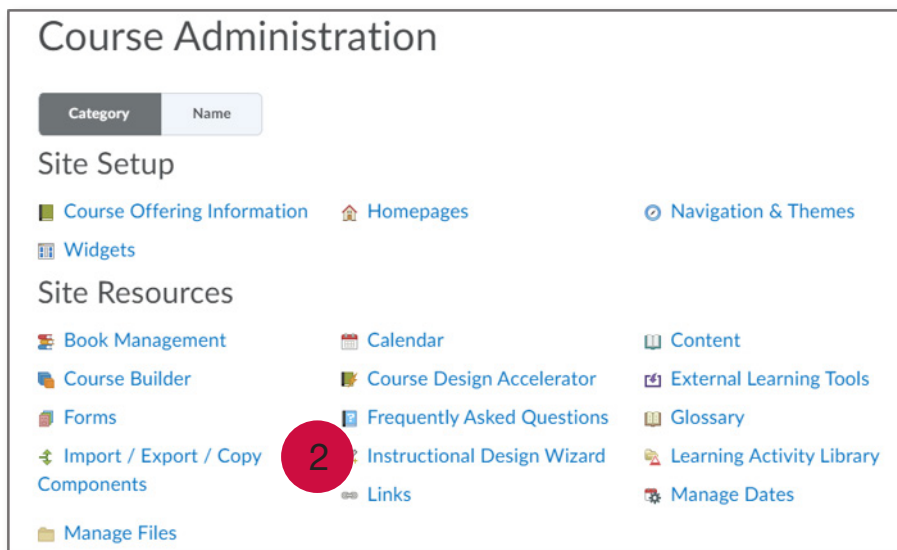 Course Administration
Category Name
Site Setup
Course Offering Information Homepages Navigation & Themes
Widgets
Site Resources
Book Management Calendar Content
Course Builder Course Design Accelerator External Learning Tools
Forms Frequently Asked Questions Glossary
Import / Export / Copy 2 Instructional Design Wizard Learning Activity Library
Components
Links Manage Dates
Manage Files